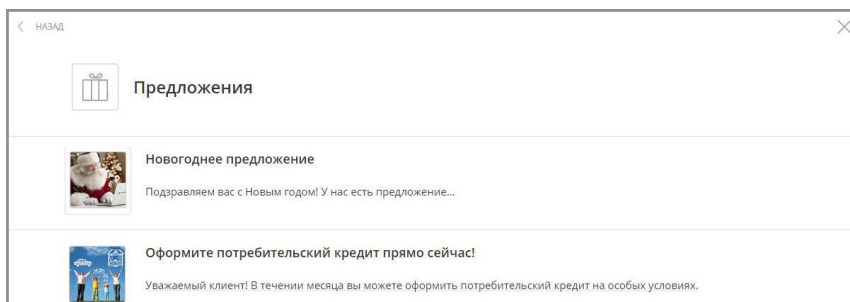 НАЗАД
Предложения
Новогоднее предложение
Подзравляем вас с Новым годом! У нас есть предложение...
Оформите потребительский кредит прямо сейчас!
Уважаемый клиент! В течении месяца вы можете оформить потребительский кредит на особых условиях.